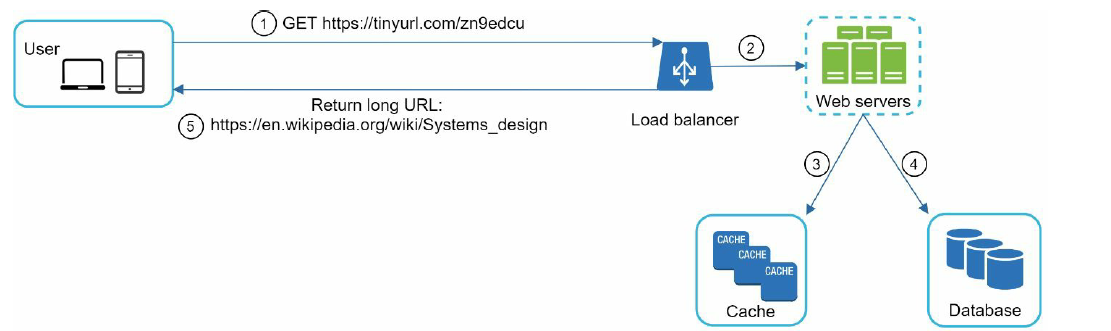 1 GET https://tinyurl.com/zn9edcu
User
2
Return long URL:
5 https://en.wikipedia.org/wiki/Systems_design
Load balancer
Web servers
3
4
CACHE
CACHE
CACHE
Cache
Database